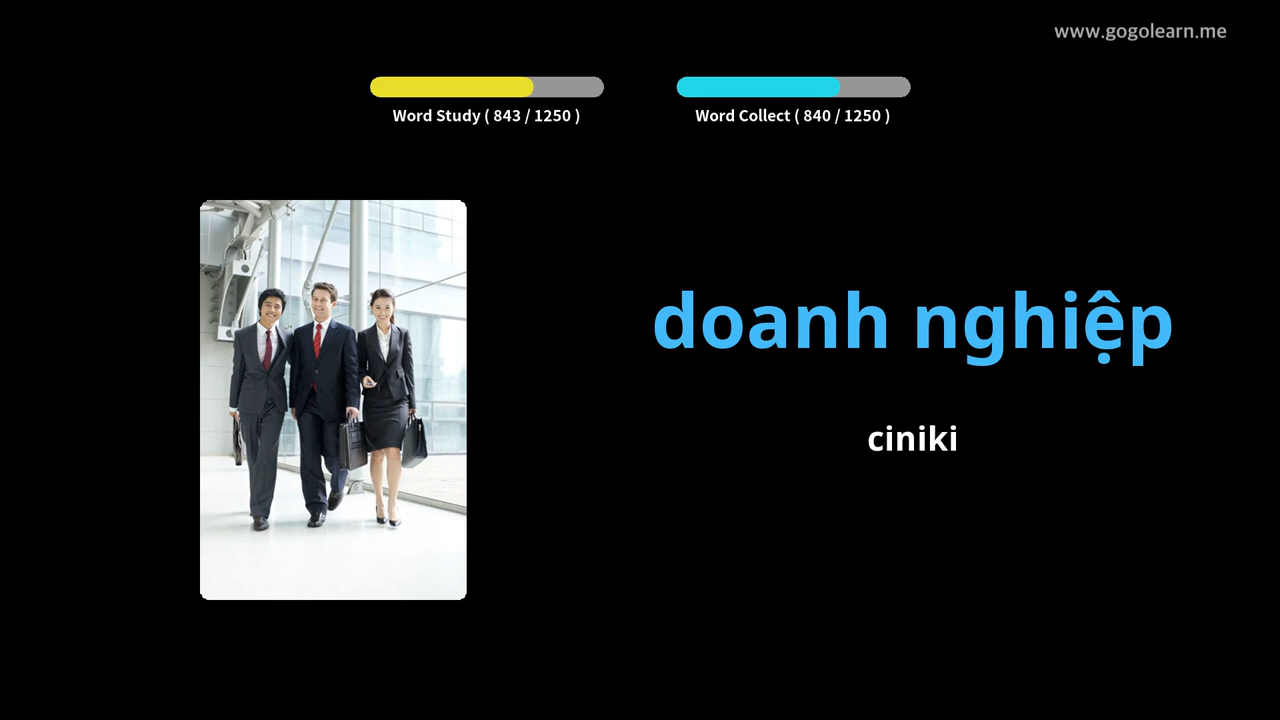 www.gogolearn.me
Word Study ( 843 / 1250 )
Word Collect ( 840 / 1250 )
doanh nghiệp
ciniki